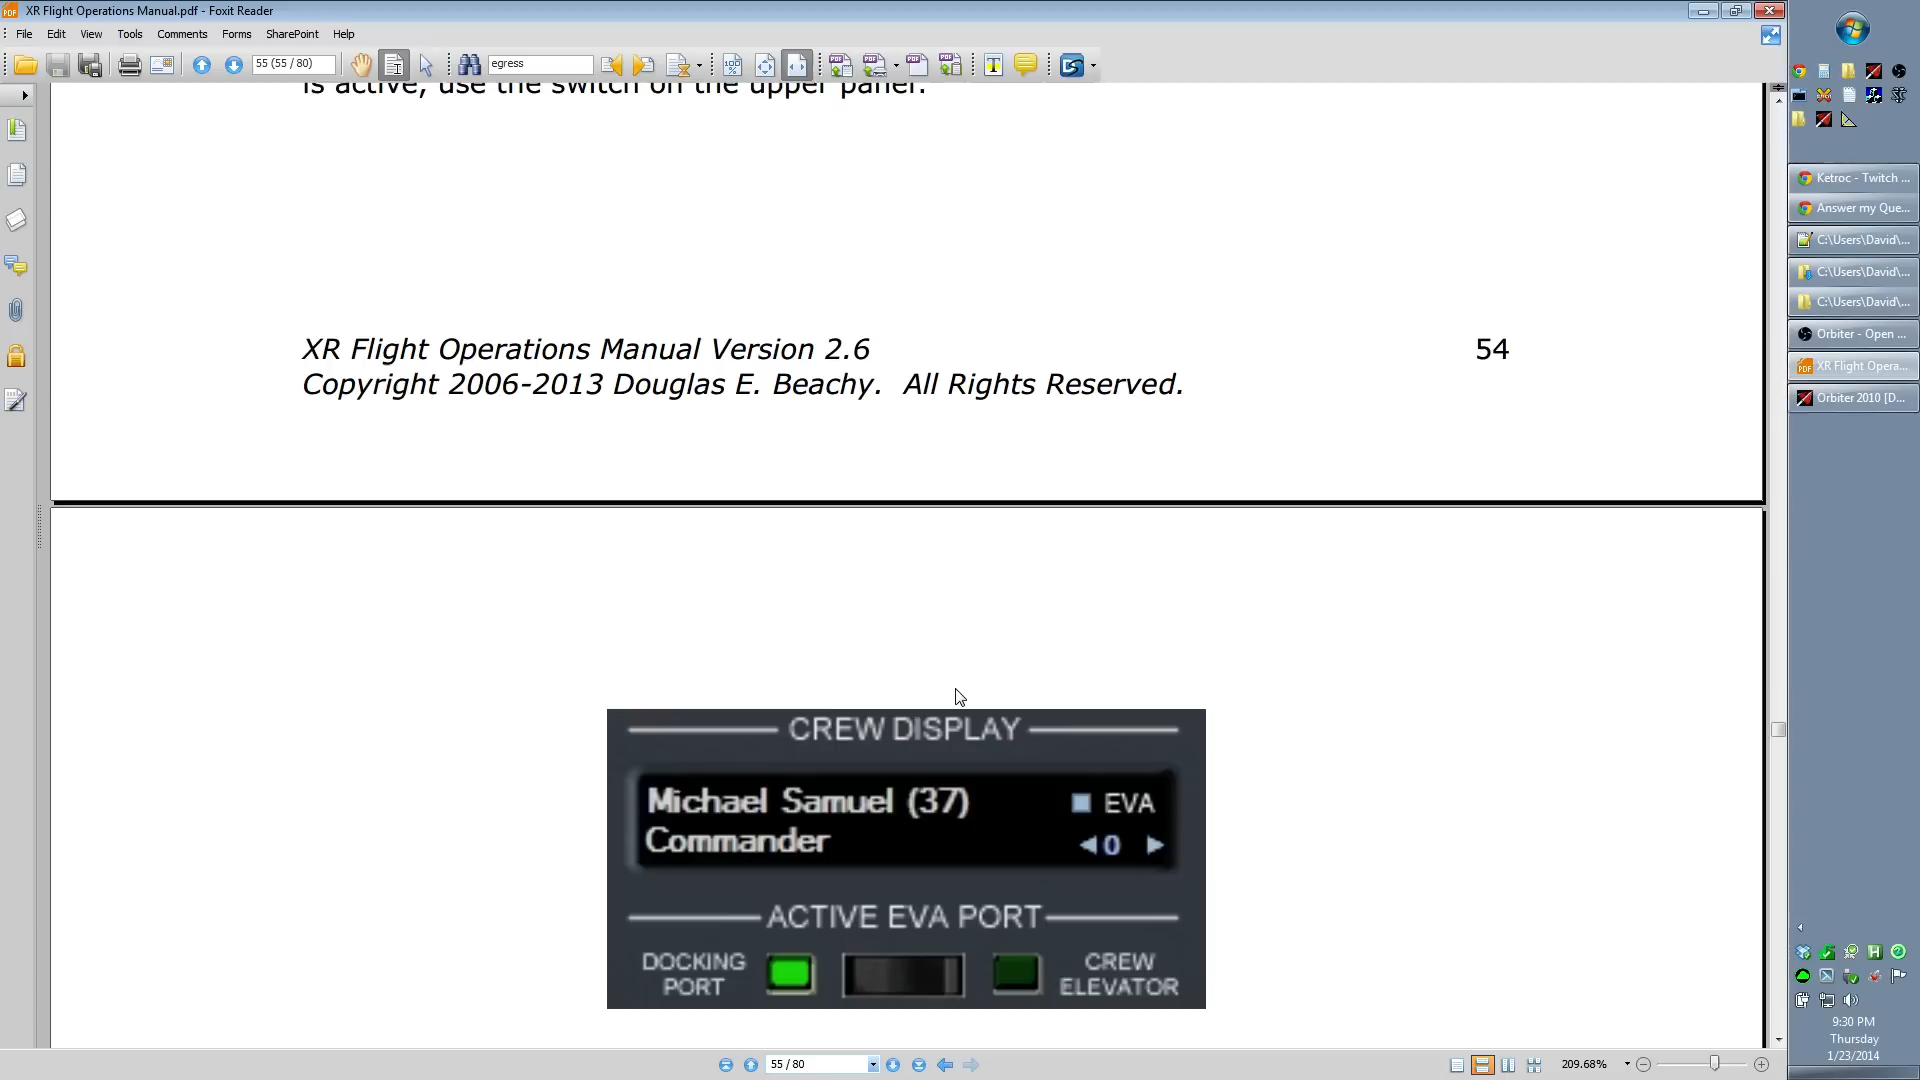 XR Flight Operations Manual.pdf - Foxit Reader
File Edit View Tools Comments Forms SharePoint Help
55 (55 / 80)
egress
is active, use the switch on the upper panel.
XR Flight Operations Manual Version 2.6 54
Copyright 2006-2013 Douglas E. Beachy. All Rights Reserved.
CREW DISPLAY
Michael Samuel (37) EVA
Commander 0
ACTIVE EVA PORT
DOCKING PORT
CREW ELEVATOR
55 / 80
209.68%
Ketroc - Twitch ...
Answer my Que...
C:\Users\David\...
C:\Users\David\...
C:\Users\David\...
Orbiter - Open ...
XR Flight Opera...
Orbiter 2010 [D...
9:30 PM
Thursday
1/23/2014